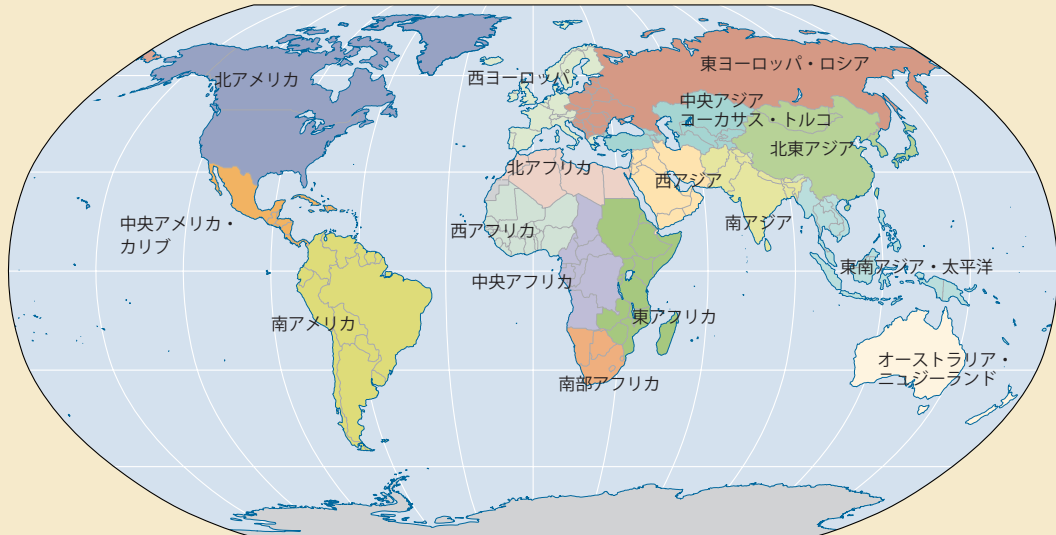 東ヨーロッパ・ロシア
北アメリカ
西ヨーロッパ
中央アジア
コーカサス・トルコ
北東アジア
北アフリカ
西アジア
中央アメリカ・
カリブ
西アフリカ
南アジア
東南アジア・太平洋
中央アフリカ
東アフリカ
南アメリカ
オーストラリア・
ニュジーランド
南部アフリカ